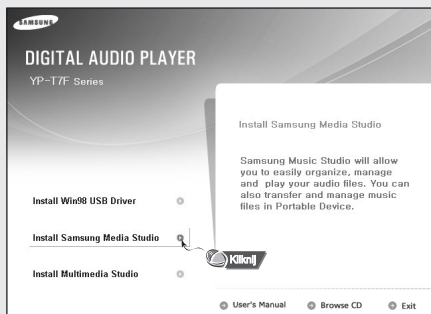 SAMSUNG
DIGITAL AUDIO PLAYER
YP-T7F Series
Install Samsung Media Studio
Samsung Music Studio will allow
you to easily organize, manage
and play your audio files. You can
also transfer and manage music
files in Portable Device.
Install Win98 USB Driver
Install Samsung Media Studio
Kliknij
Install Multimedia Studio
User's Manual
Browse CD
Exit